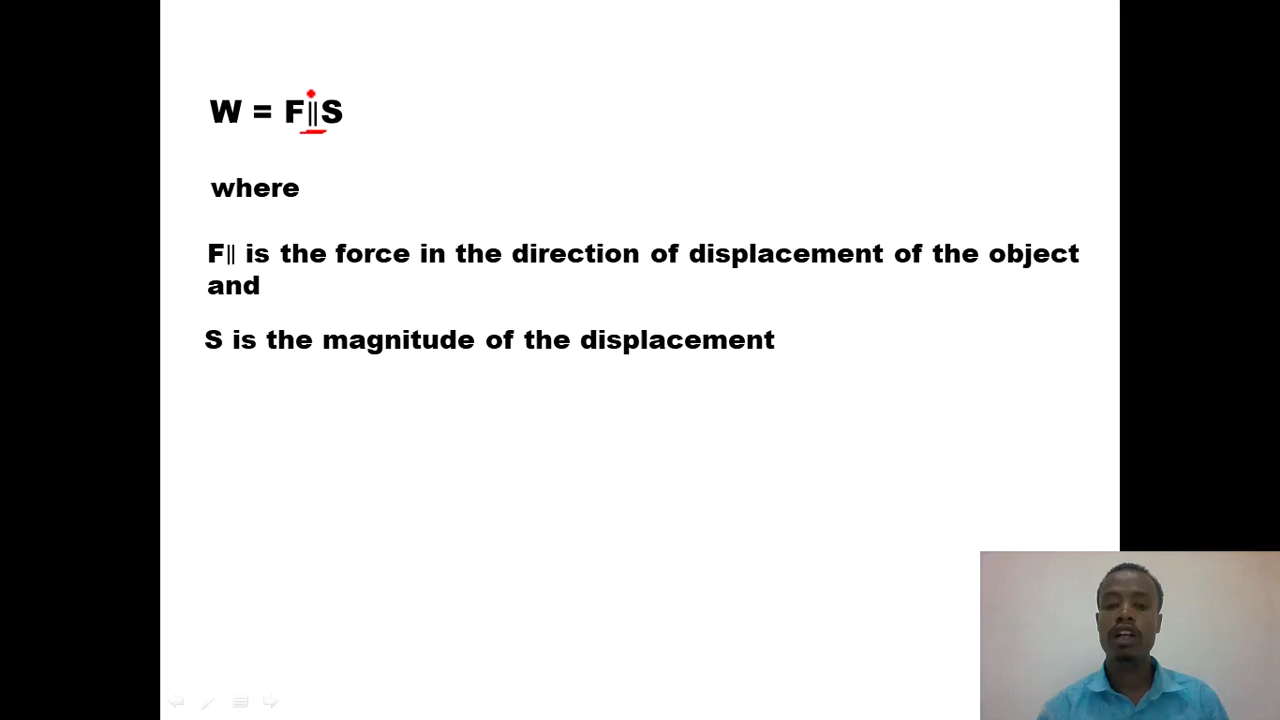 W = F∥S
where
F∥ is the force in the direction of displacement of the object
and
S is the magnitude of the displacement